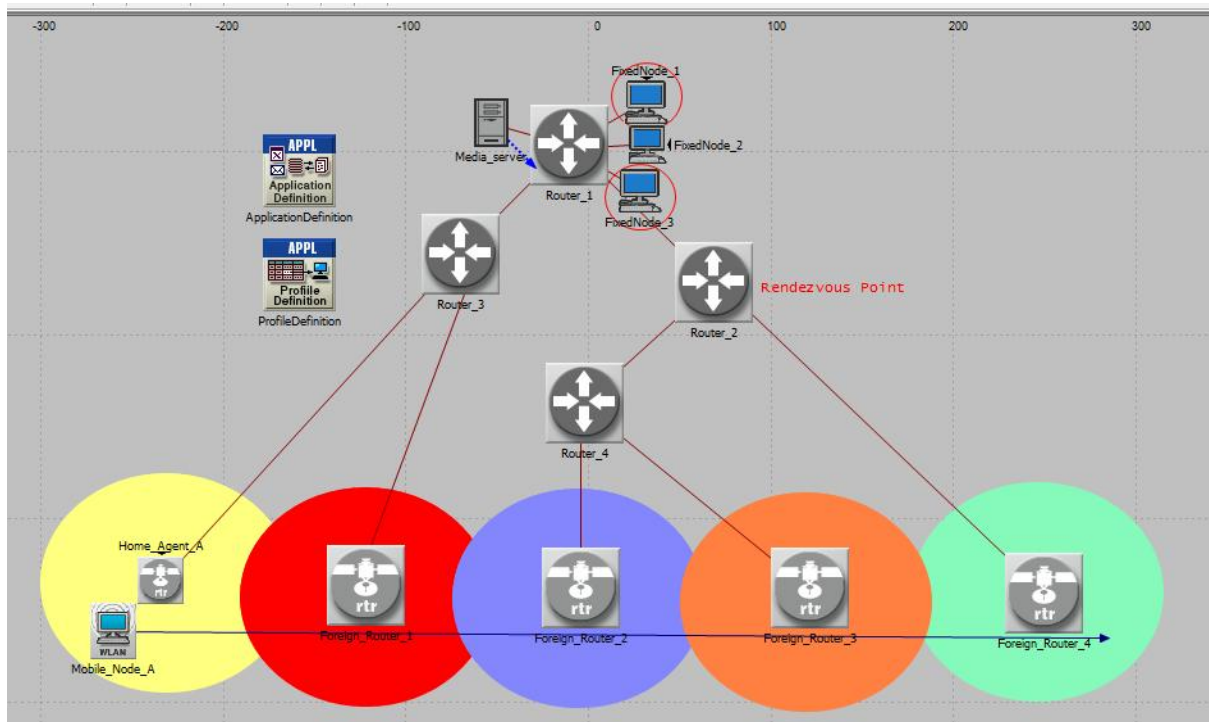 -300
-100
0
100
200
300
FixedNode_1
Media_server
FixedNode_2
Router_1
FixedNode_3
APPL
Application
Definition
ApplicationDefinition
APPL
Profile
Definition
ProfileDefinition
Router_3
Rendezvous Point
Router_2
Router_4
Home_Agent_A
rtr
rtr
rtr
rtr
rtr
WLAN
Mobile_Node_A
Foreign_Router_1
Foreign_Router_2
Foreign_Router_3
Foreign_Router_4